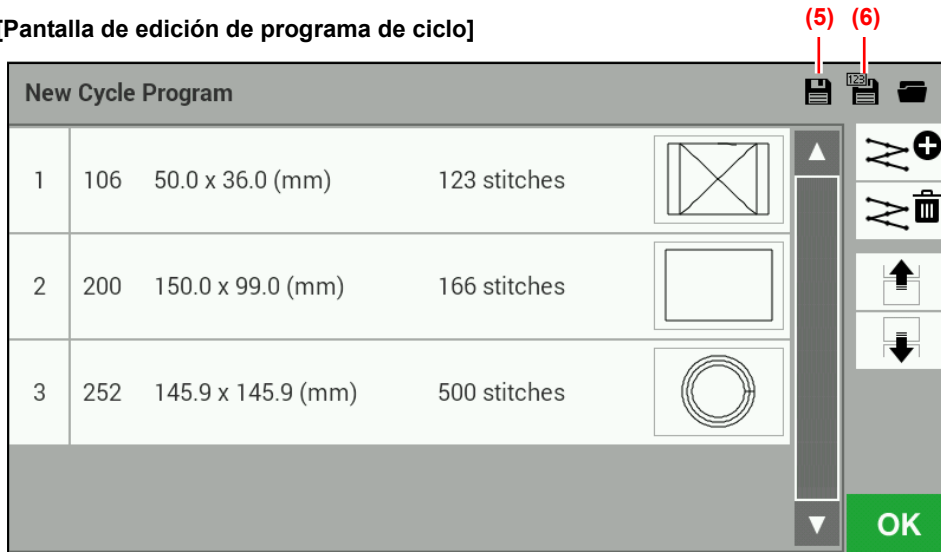 [Pantalla de edición de programa de ciclo]
(5) (6)
New Cycle Program
123
1 106 50.0 x 36.0 (mm) 123 stitches
2 200 150.0 x 99.0 (mm) 166 stitches
3 252 145.9 x 145.9 (mm) 500 stitches
OK